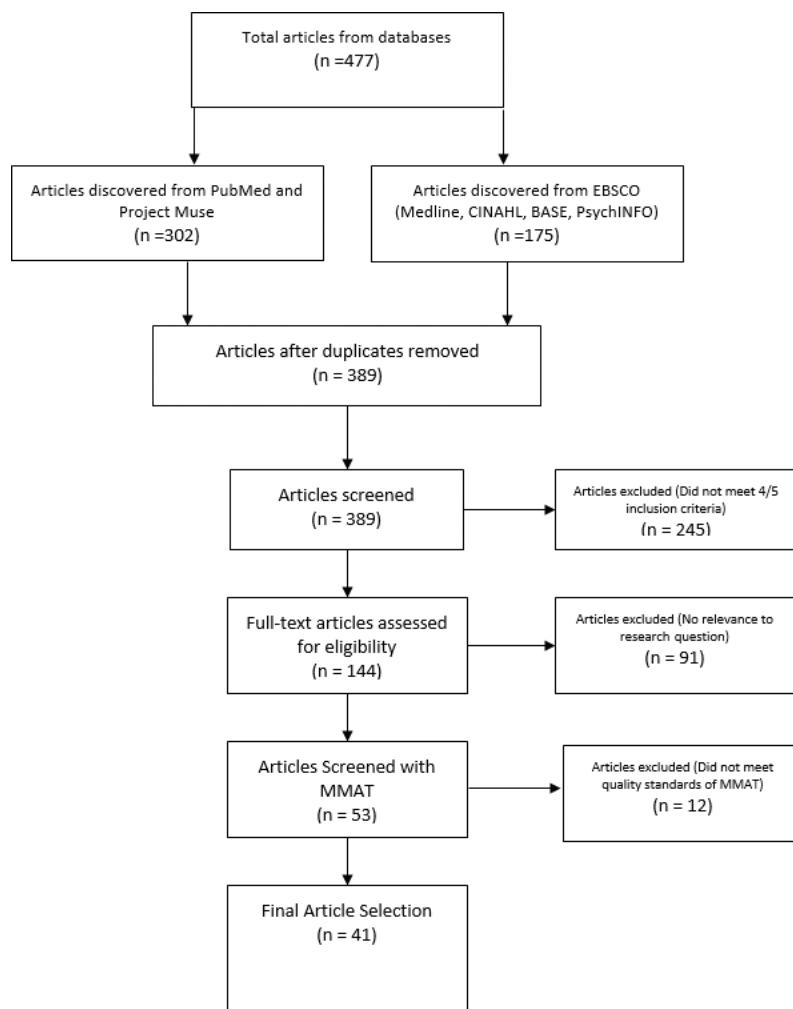 Total articles from databases
(n =477)
Articles discovered from PubMed and
Project Muse
(n =302)
Articles discovered from EBSCO
(Medline, CINAHL, BASE, PsychINFO)
(n =175)
Articles after duplicates removed
(n = 389)
Articles screened
(n = 389)
Articles excluded (Did not meet 4/5
inclusion criteria)
(n = 245)
Full-text articles assessed
for eligibility
(n = 144)
Articles excluded (No relevance to
research question)
(n = 91)
Articles Screened with
MMAT
(n = 53)
Articles excluded (Did not meet
quality standards of MMAT)
(n = 12)
Final Article Selection
(n = 41)